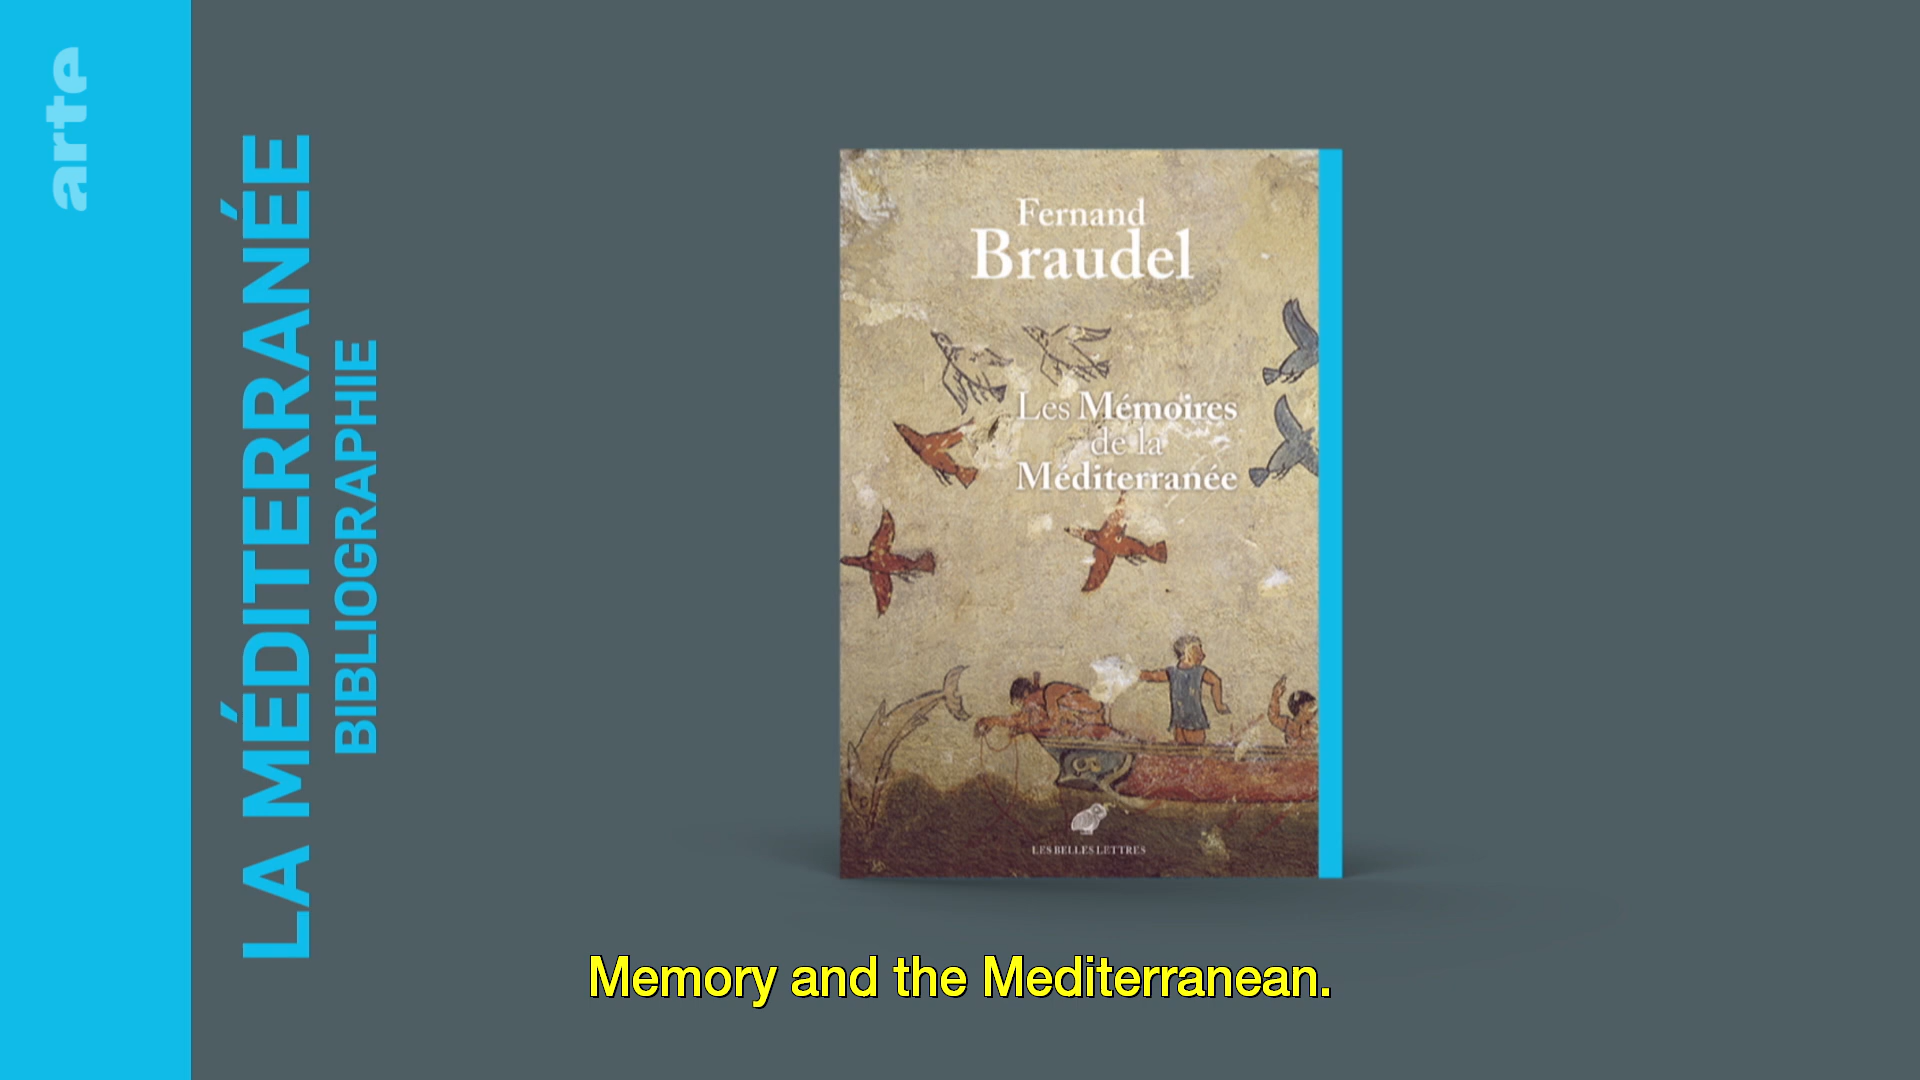 arte
LA MÉDITERRANÉE
BIBLIOGRAPHIE
Fernand
Braudel
Les Mémoires
de la
Méditerranée
LES BELLES LETTRES
Memory and the Mediterranean.